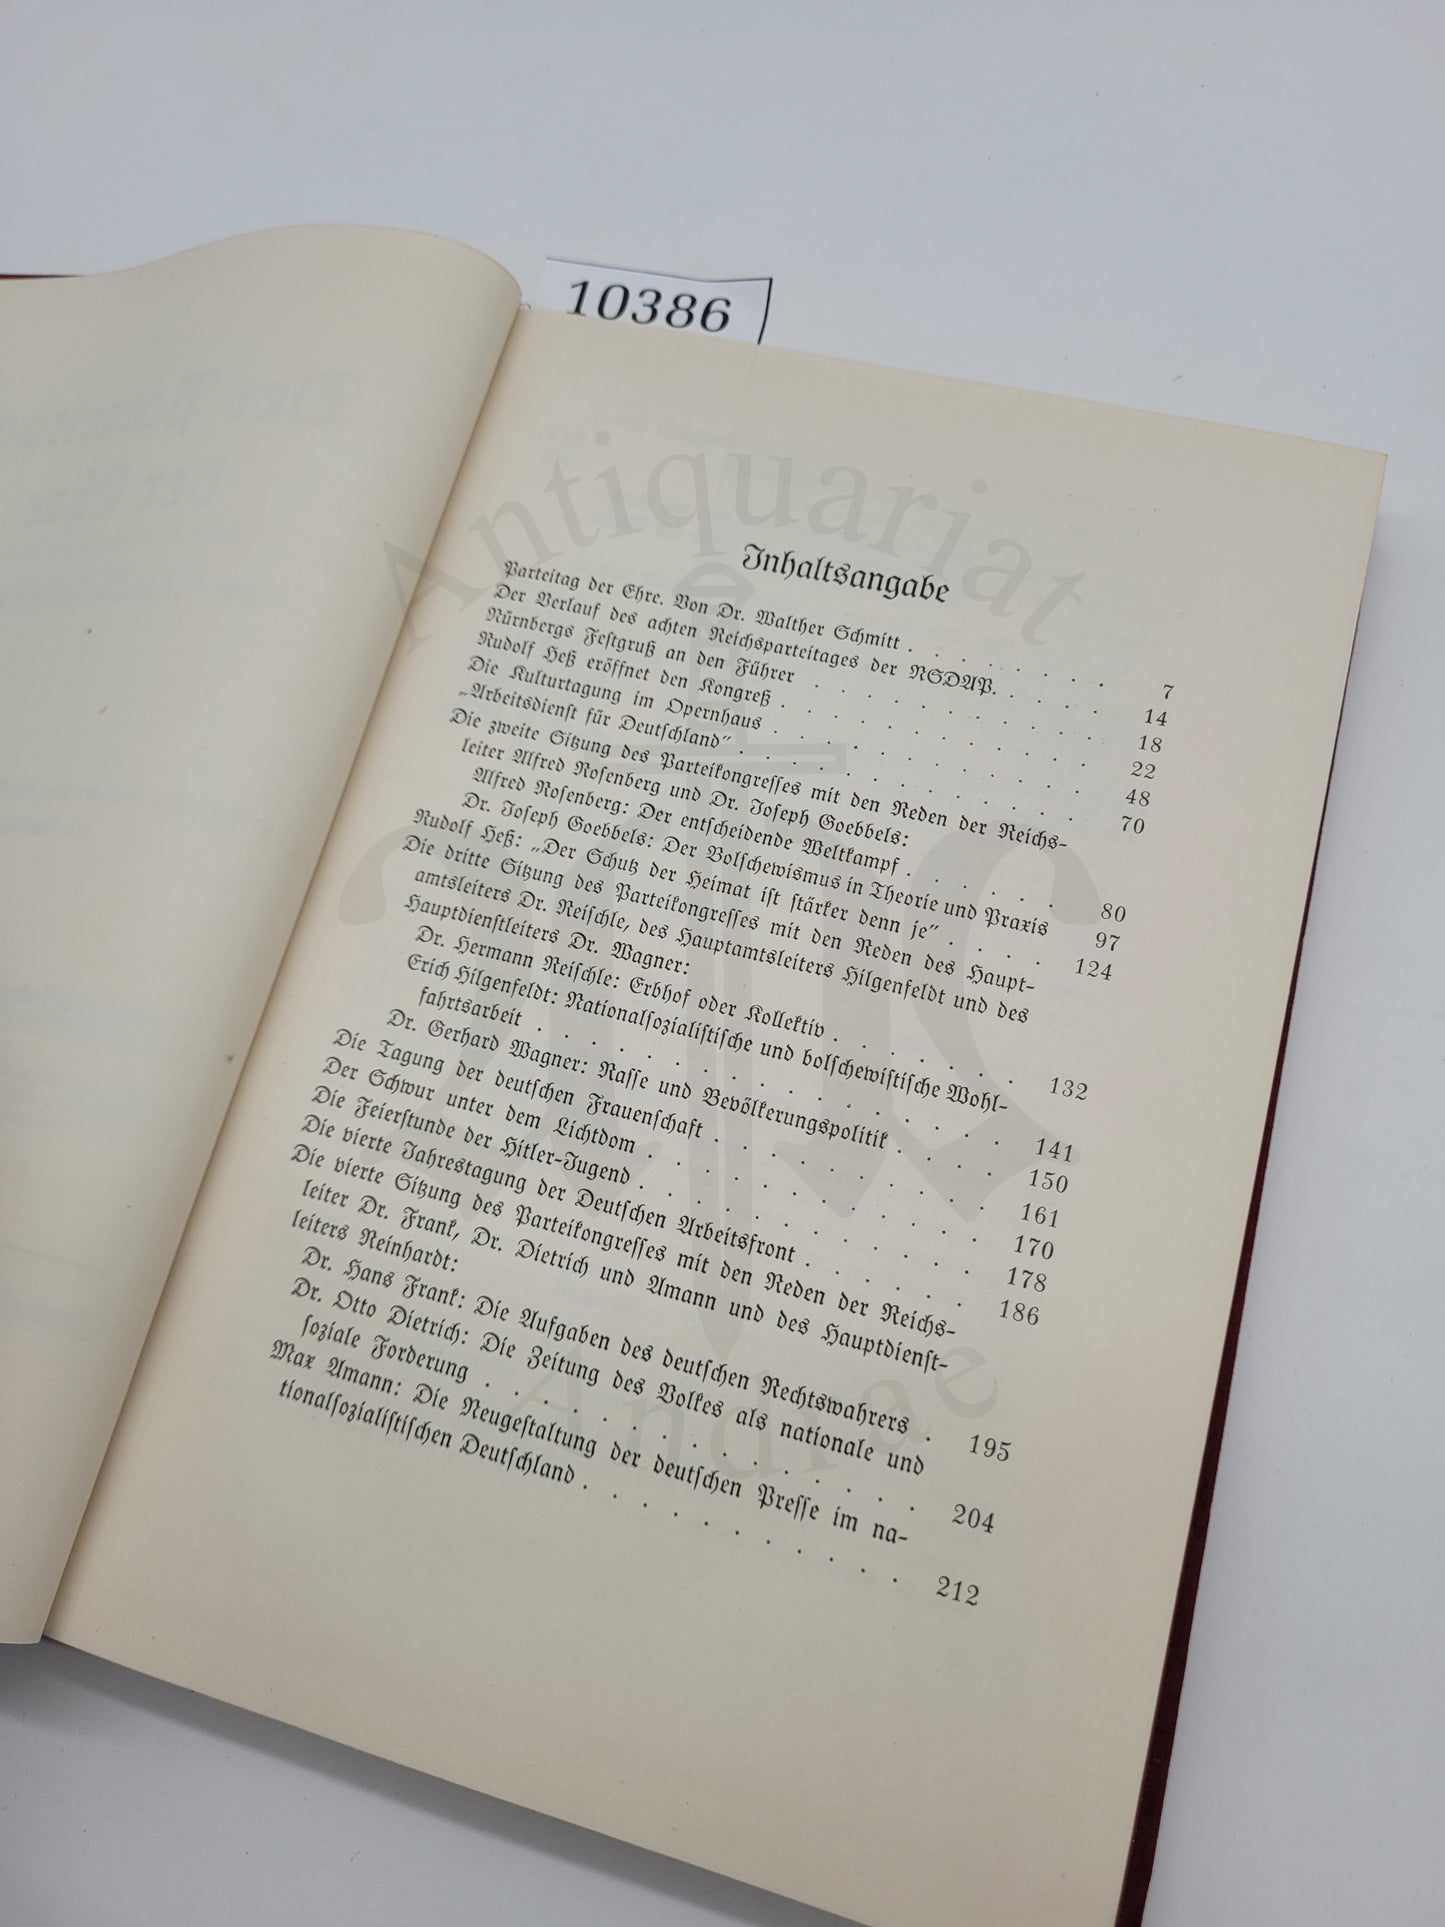 10386
Der Parteitag
der Ehre
Antiquariat
Andrae
Inhaltsangabe
Parteitag der Ehre. Von Dr. Walther Schmitt . . . . . . . . 7
Der Verlauf des achten Reichsparteitages der NSDAP. . . . . 14
Nürnbergs Festgruß an den Führer . . . . . . . . . . . 18
Rudolf Heß eröffnet den Kongreß . . . . . . . . . . . 22
Die Kulturtagung im Opernhaus . . . . . . . . . . . . 48
„Arbeitsdienst für Deutschland“ . . . . . . . . . . . . 70
Die zweite Sitzung des Parteikongresses mit den Reden der Reichs-
leiter Alfred Rosenberg und Dr. Joseph Goebbels:
Alfred Rosenberg: Der entscheidende Weltkampf . . . . . . 80
Dr. Joseph Goebbels: Der Bolschewismus in Theorie und Praxis 97
Rudolf Heß: „Der Schutz der Heimat ist stärker denn je“ . . . . 124
Die dritte Sitzung des Parteikongresses mit den Reden des Haupt-
amtsleiters Dr. Reischle, des Hauptamtsleiters Hilgenfeldt und des
Hauptdienstleiters Dr. Wagner:
Dr. Hermann Reischle: Erbhof oder Kollektiv . . . . . . . 132
Erich Hilgenfeldt: Nationalsozialistische und bolschewistische Wohl-
fahrtsarbeit . . . . . . . . . . . . . . . . . . 141
Dr. Gerhard Wagner: Rasse und Bevölkerungspolitik . . . . 150
Die Tagung der deutschen Frauenschaft . . . . . . . . . . 161
Der Schwur unter dem Lichtdom . . . . . . . . . . . . 170
Die Feierstunde der Hitler-Jugend . . . . . . . . . . . . 178
Die vierte Jahrestagung der Deutschen Arbeitsfront . . . . . . 186
Die vierte Sitzung des Parteikongresses mit den Reden der Reichs-
leiter Dr. Frank, Dr. Dietrich und Amann und des Hauptdienst-
leiters Reinhardt:
Dr. Hans Frank: Die Aufgaben des deutschen Rechtswahrers . 195
Dr. Otto Dietrich: Die Zeitung des Volkes als nationale und
soziale Forderung . . . . . . . . . . . . . . . 204
Max Amann: Die Neugestaltung der deutschen Presse im na-
tionalsozialistischen Deutschland . . . . . . . . . . . 212